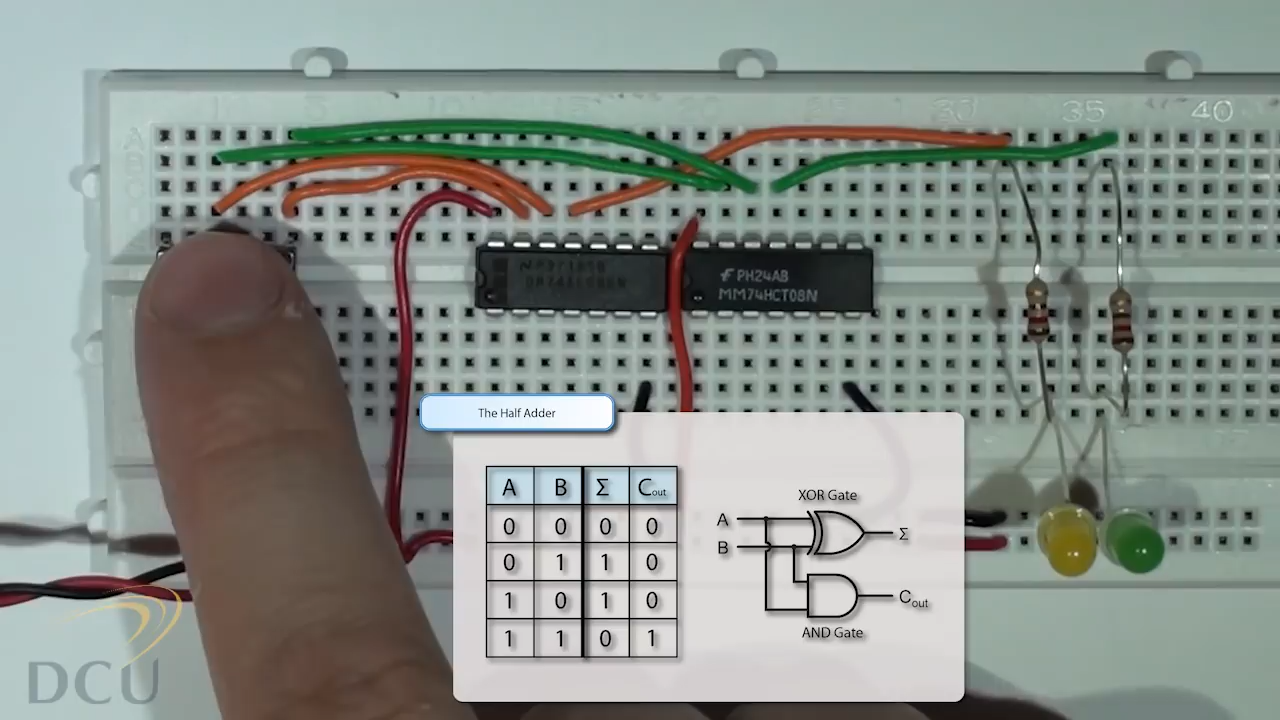 5 10 15 20 25 30 35 40
PH24AB
MM74HCT08N
The Half Adder
A B Σ Cout
0 0 0 0
0 1 1 0
1 0 1 0
1 1 0 1
XOR Gate
A
B
Σ
Cout
AND Gate
DCU